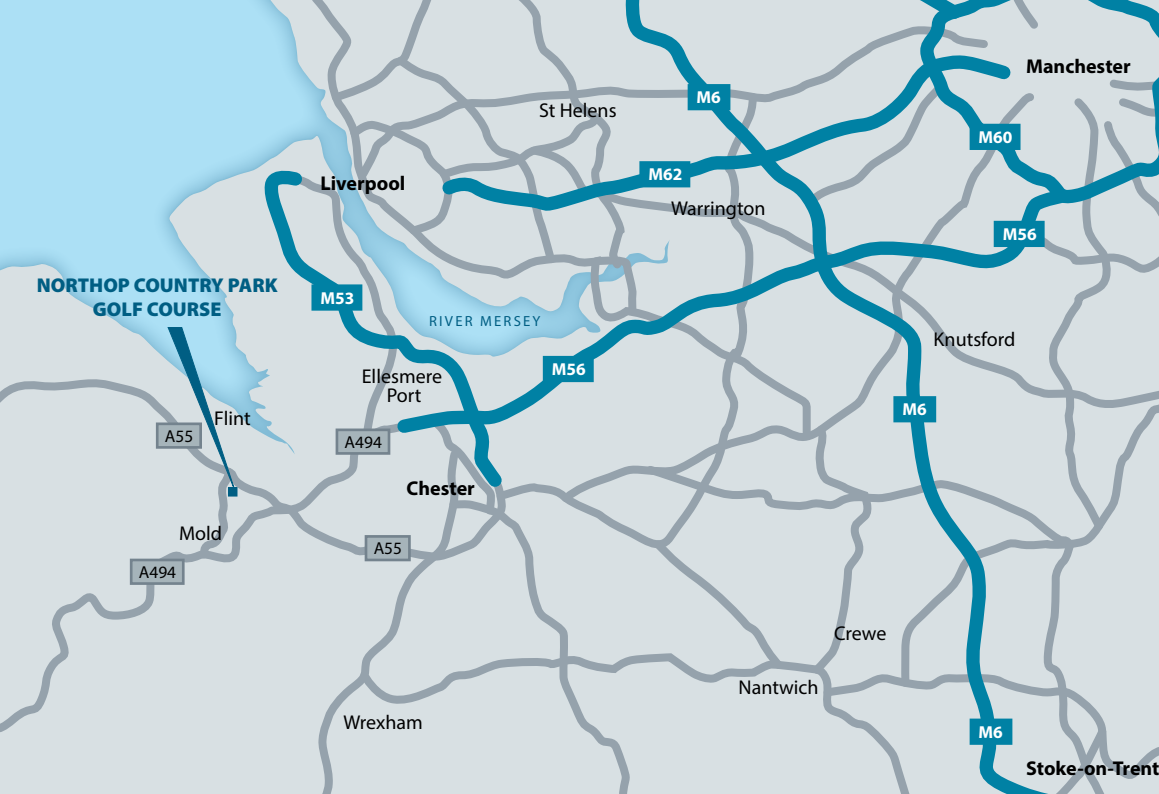 Manchester
M6
St Helens
M60
M62
Liverpool
Warrington
M56
NORTHOP COUNTRY PARK
GOLF COURSE
M53
RIVER MERSEY
Knutsford
M56
Ellesmere
Port
M6
Flint
A55
A494
Chester
Mold
A55
A494
Crewe
Nantwich
Wrexham
M6
Stoke-on-Trent